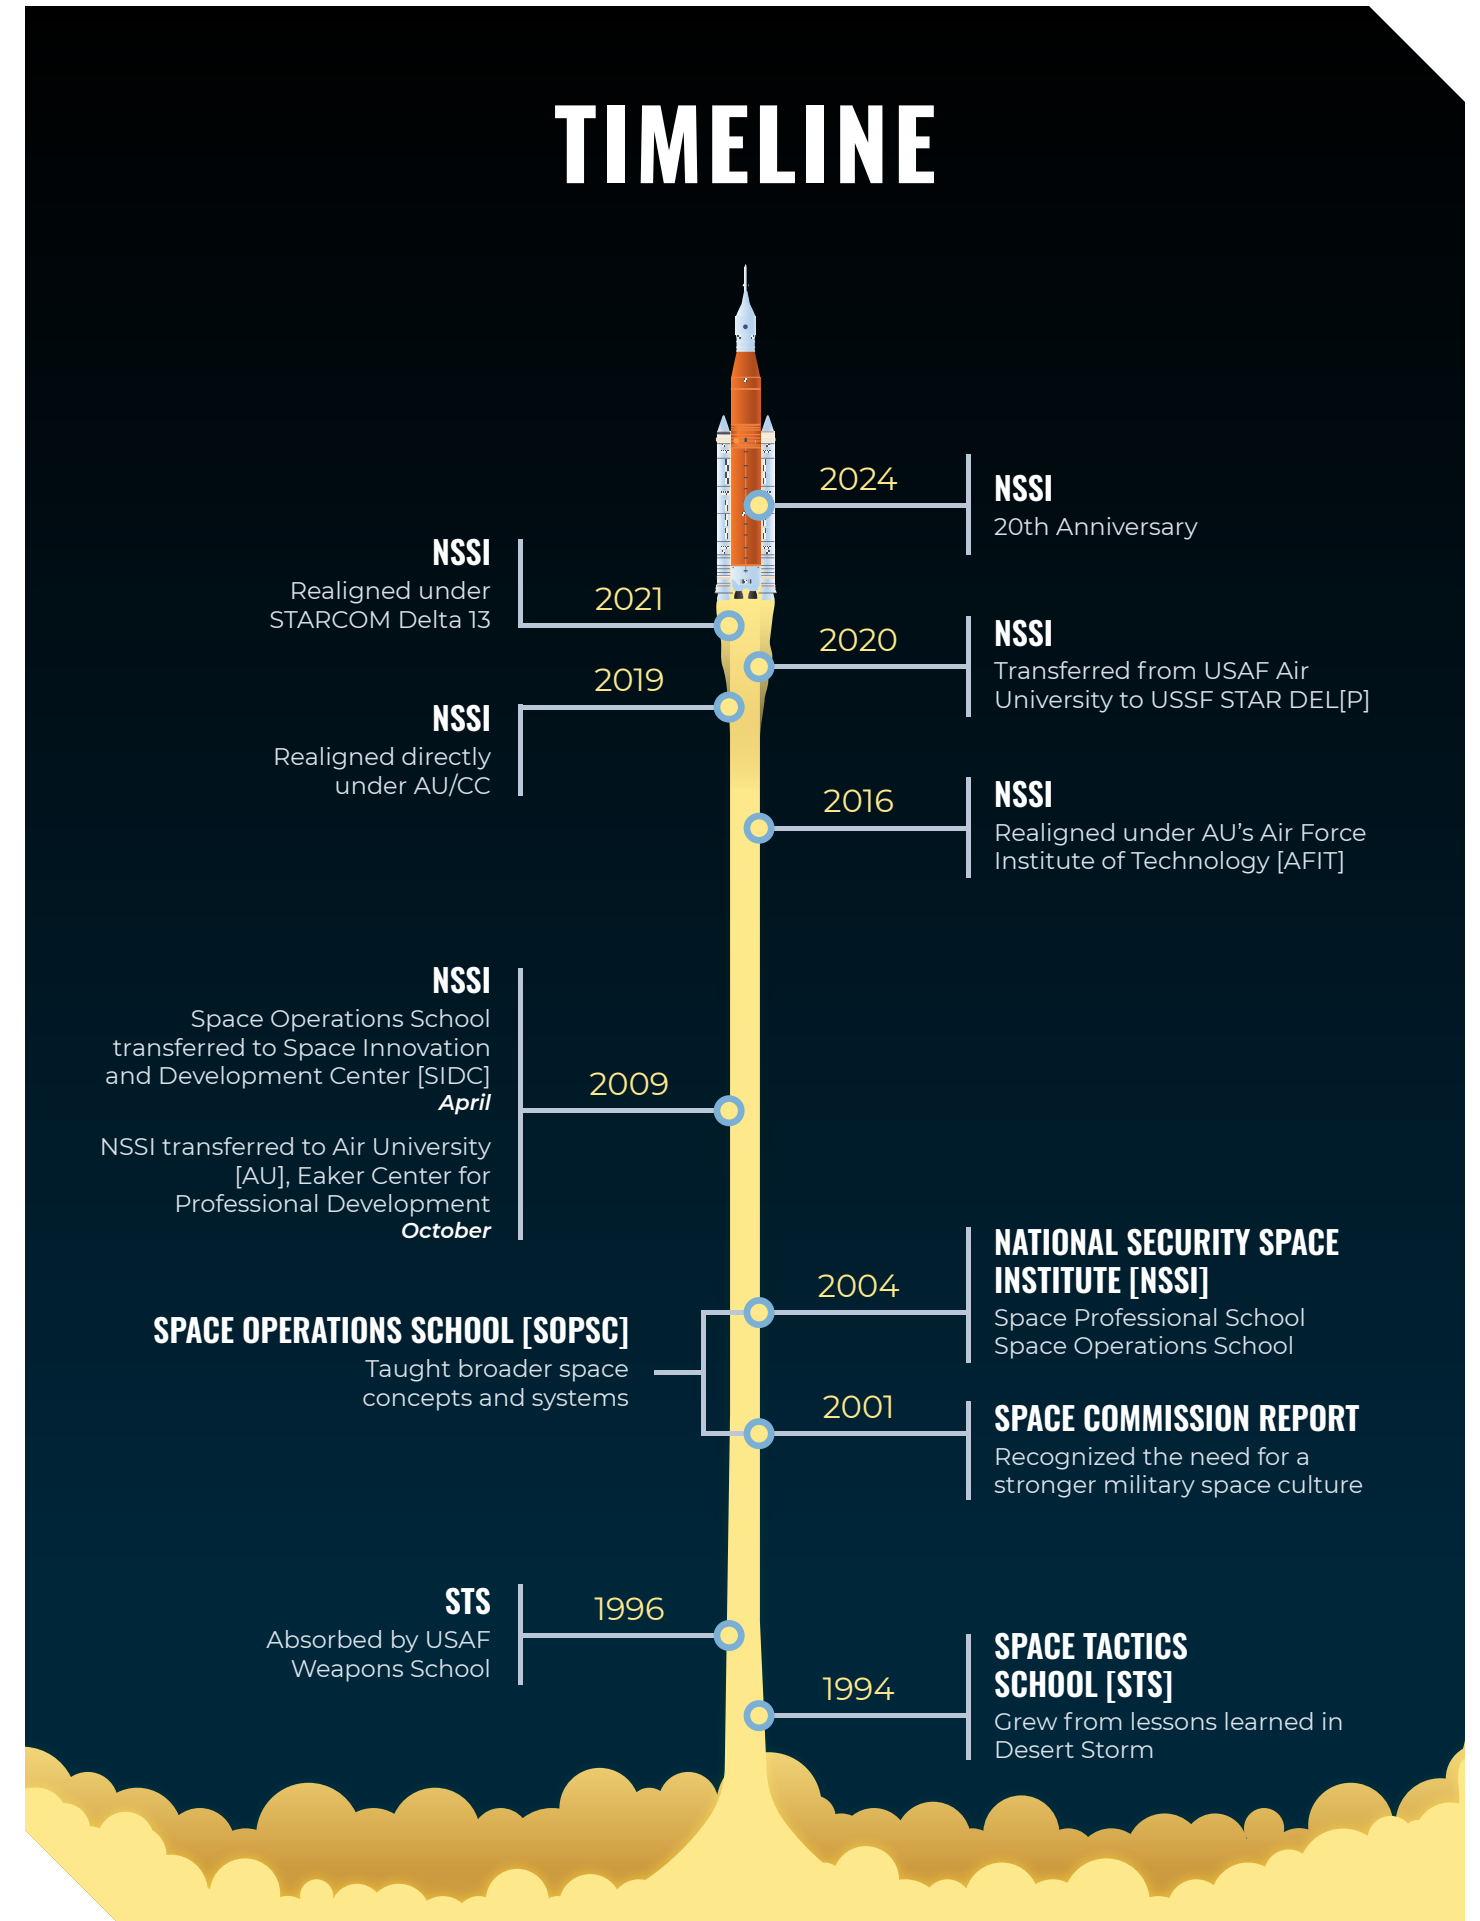 TIMELINE
2024
NSSI
20th Anniversary
NSSI
Realigned under
STARCOM Delta 13
2021
2020
NSSI
Transferred from USAF Air
University to USSF STAR DEL[P]
2019
NSSI
Realigned directly
under AU/CC
2016
NSSI
Realigned under AU’s Air Force
Institute of Technology [AFIT]
NSSI
Space Operations School
transferred to Space Innovation
and Development Center [SIDC]
April
NSSI transferred to Air University
[AU], Eaker Center for
Professional Development
October
2009
2004
NATIONAL SECURITY SPACE
INSTITUTE [NSSI]
Space Professional School
Space Operations School
SPACE OPERATIONS SCHOOL [SOPSC]
Taught broader space
concepts and systems
2001
SPACE COMMISSION REPORT
Recognized the need for a
stronger military space culture
STS
Absorbed by USAF
Weapons School
1996
1994
SPACE TACTICS
SCHOOL [STS]
Grew from lessons learned in
Desert Storm